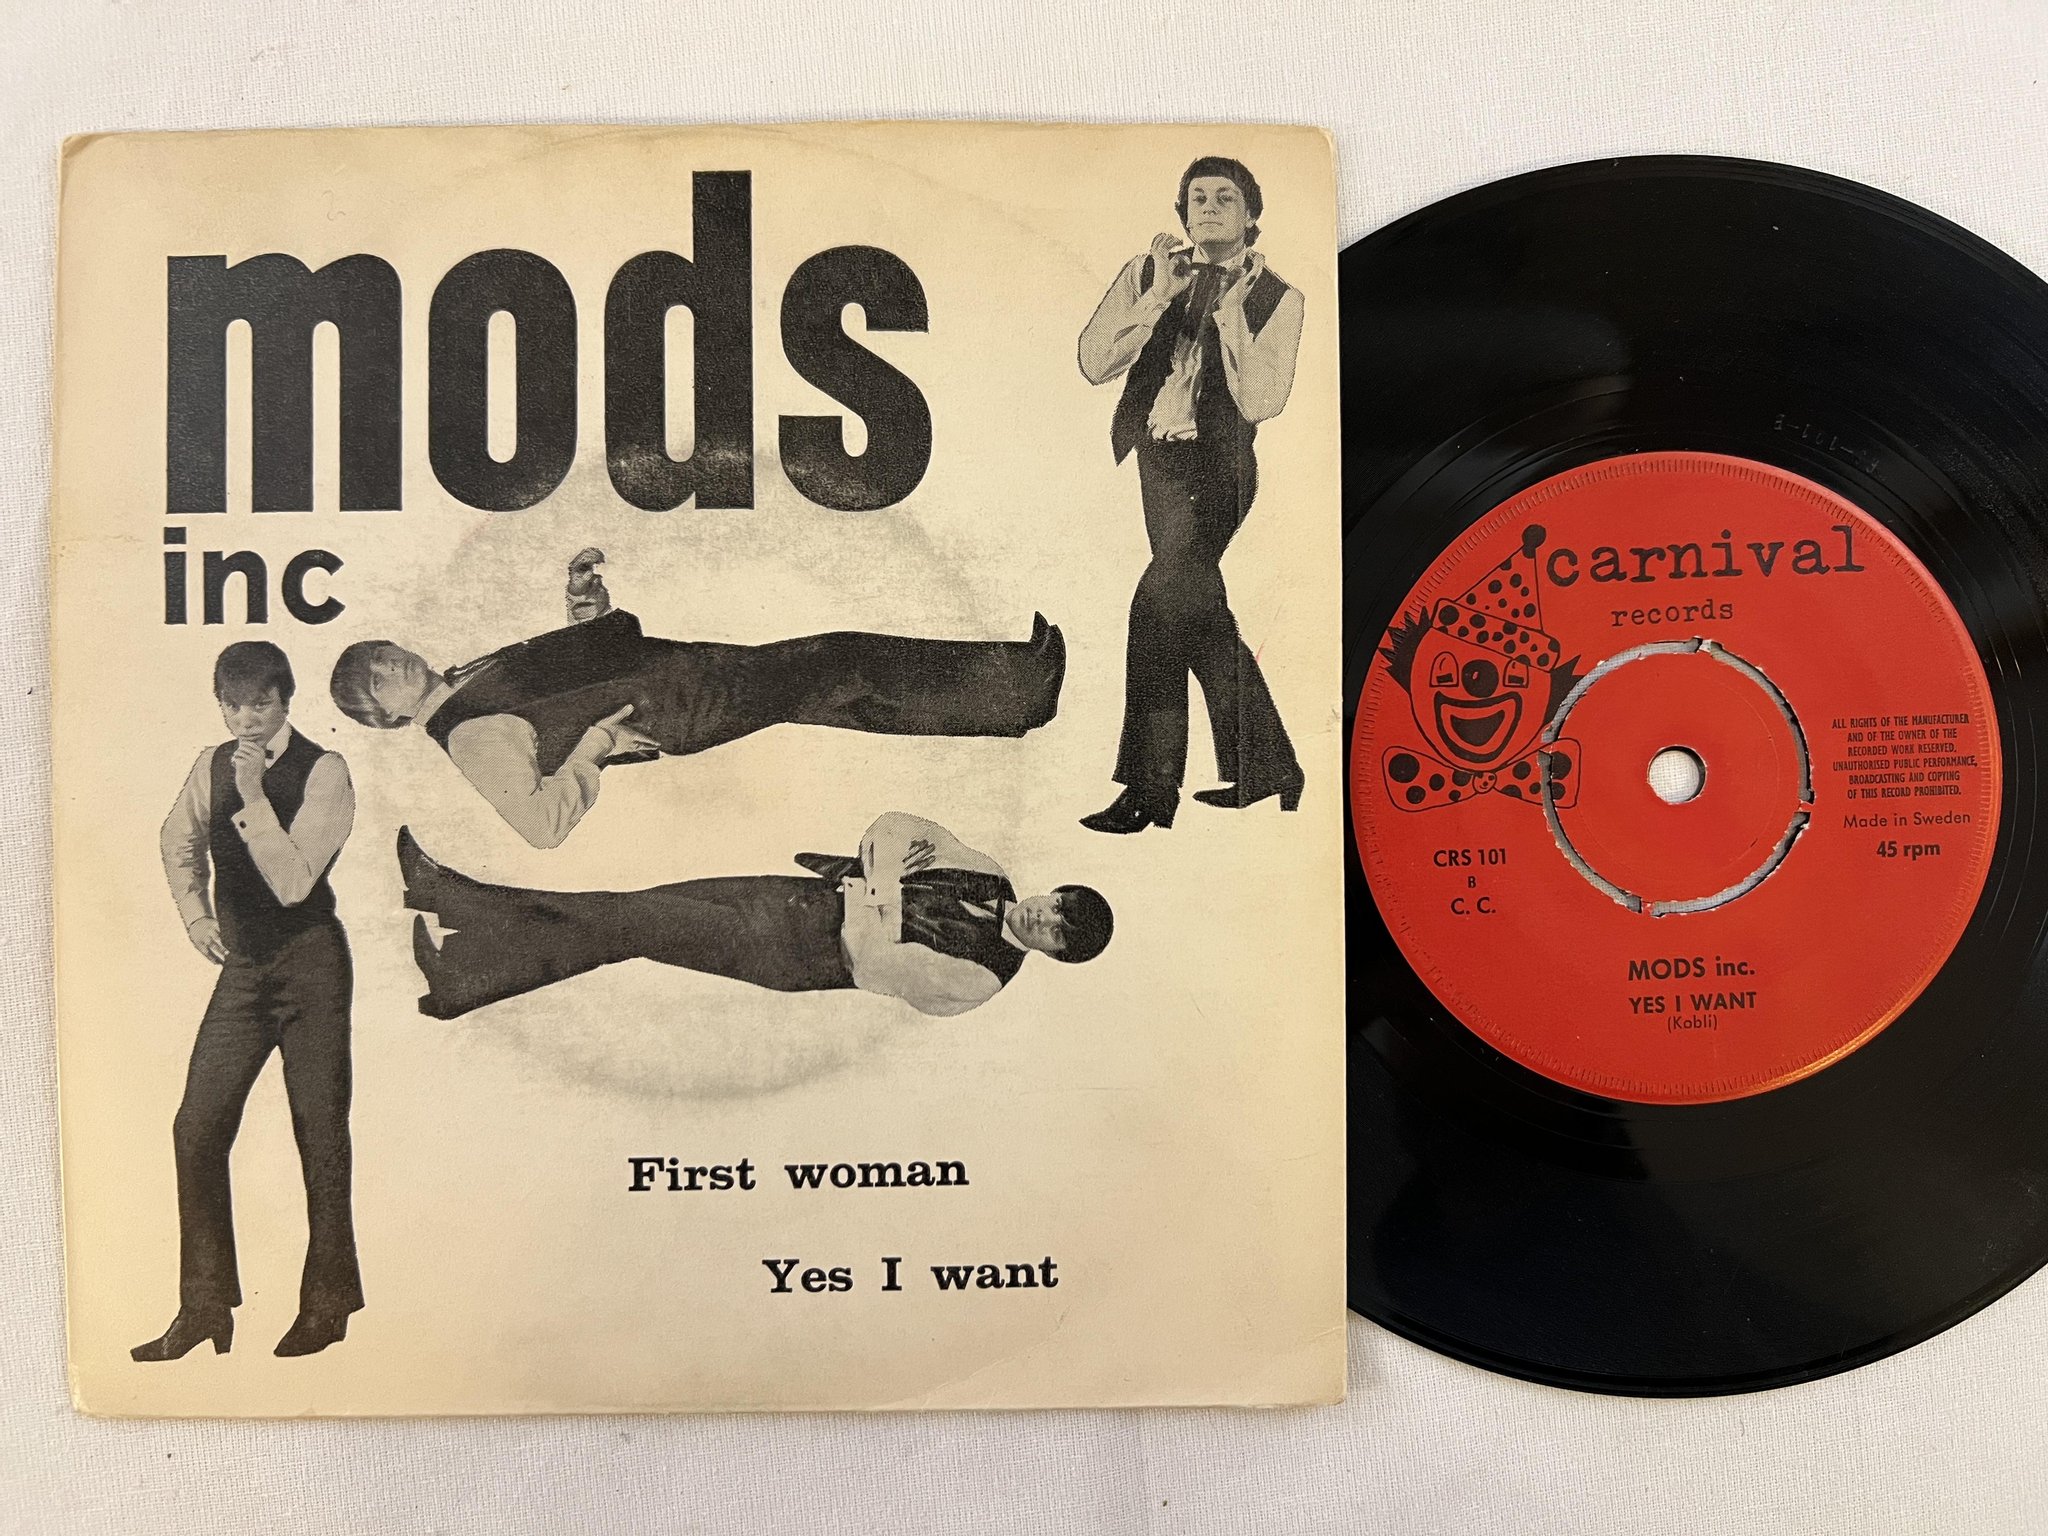 mods
inc
First woman
Yes I want
carnival
records
ALL RIGHTS OF THE MANUFACTURER
AND OF THE OWNER OF THE
RECORDED WORK RESERVED.
UNAUTHORISED PUBLIC PERFORMANCE,
BROADCASTING AND COPYING
OF THIS RECORD PROHIBITED.
Made in Sweden
45 rpm
CRS 101
B
C. C.
MODS inc.
YES I WANT
(Kobli)